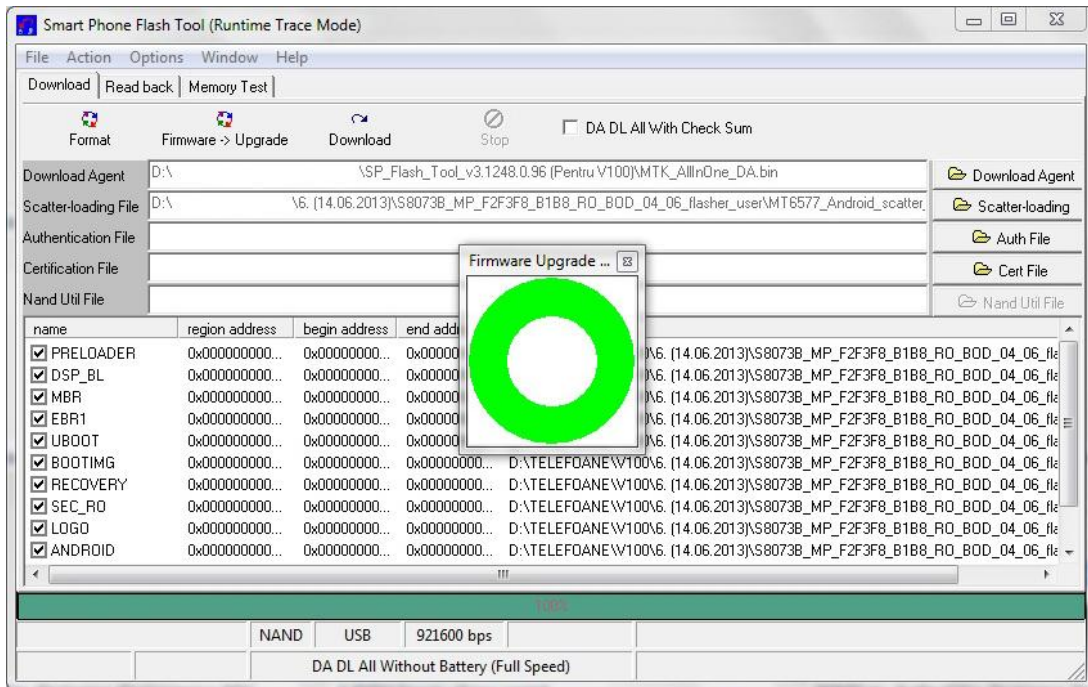 Smart Phone Flash Tool (Runtime Trace Mode)
File Action Options Window Help
Download Read back Memory Test
Format Firmware -> Upgrade Download Stop DA DL All With Check Sum
Download Agent D:\ \SP_Flash_Tool_v3.1248.0.96 (Pentru V100)\MTK_AllInOne_DA.bin Download Agent
Scatter-loading File D:\ \6. (14.06.2013)\S8073B_MP_F2F3F8_B1B8_RO_BOD_04_06_flasher_user\MT6577_Android_scatter_ Scatter-loading
Authentication File Auth File
Certification File Firmware Upgrade ... Cert File
Nand Util File Nand Util File
name region address begin address end addr
PRELOADER 0x000000000... 0x00000000... 0x00000 \6. (14.06.2013)\S8073B_MP_F2F3F8_B1B8_RO_BOD_04_06_fla
DSP_BL 0x000000000... 0x00000000... 0x00000 \6. (14.06.2013)\S8073B_MP_F2F3F8_B1B8_RO_BOD_04_06_fla
MBR 0x000000000... 0x00000000... 0x00000 \6. (14.06.2013)\S8073B_MP_F2F3F8_B1B8_RO_BOD_04_06_fla
EBR1 0x000000000... 0x00000000... 0x00000 \6. (14.06.2013)\S8073B_MP_F2F3F8_B1B8_RO_BOD_04_06_fla
UBOOT 0x000000000... 0x00000000... 0x00000 \6. (14.06.2013)\S8073B_MP_F2F3F8_B1B8_RO_BOD_04_06_fla
BOOTIMG 0x000000000... 0x00000000... 0x00000000... D:\TELEFOANE\V100\6. (14.06.2013)\S8073B_MP_F2F3F8_B1B8_RO_BOD_04_06_fla
RECOVERY 0x000000000... 0x00000000... 0x00000000... D:\TELEFOANE\V100\6. (14.06.2013)\S8073B_MP_F2F3F8_B1B8_RO_BOD_04_06_fla
SEC_RO 0x000000000... 0x00000000... 0x00000000... D:\TELEFOANE\V100\6. (14.06.2013)\S8073B_MP_F2F3F8_B1B8_RO_BOD_04_06_fla
LOGO 0x000000000... 0x00000000... 0x00000000... D:\TELEFOANE\V100\6. (14.06.2013)\S8073B_MP_F2F3F8_B1B8_RO_BOD_04_06_fla
ANDROID 0x000000000... 0x00000000... 0x00000000... D:\TELEFOANE\V100\6. (14.06.2013)\S8073B_MP_F2F3F8_B1B8_RO_BOD_04_06_fla
100%
NAND USB 921600 bps
DA DL All Without Battery (Full Speed)